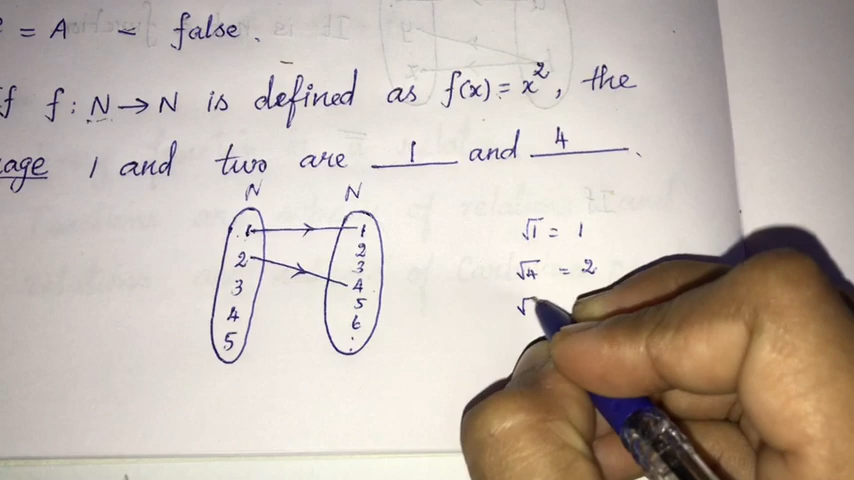 = A – false.
f : N → N is defined as f(x) = x², the
age 1 and two are 1 and 4.
N N
1 1
2 2
3 3
4 4
5 5
6
√1 = 1
√4 = 2
√